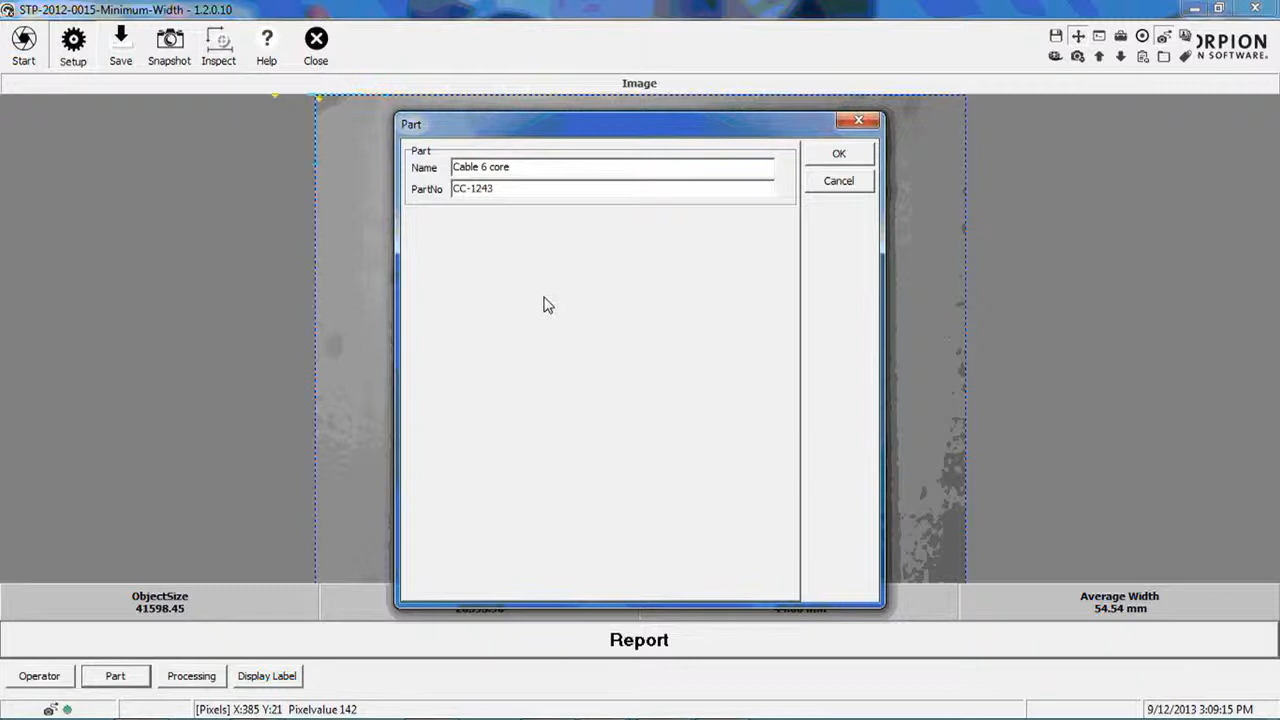 STP-2012-0015-Minimum-Width - 1.2.0.10
Start
Setup
Save
Snapshot
Inspect
Help
Close
ORPION
N SOFTWARE.
Image
Part
Part
Name Cable 6 core
PartNo CC-1243
OK
Cancel
ObjectSize
41598.45
Average Width
54.54 mm
Report
Operator
Part
Processing
Display Label
[Pixels] X:385 Y:21 Pixelvalue 142
9/12/2013 3:09:15 PM